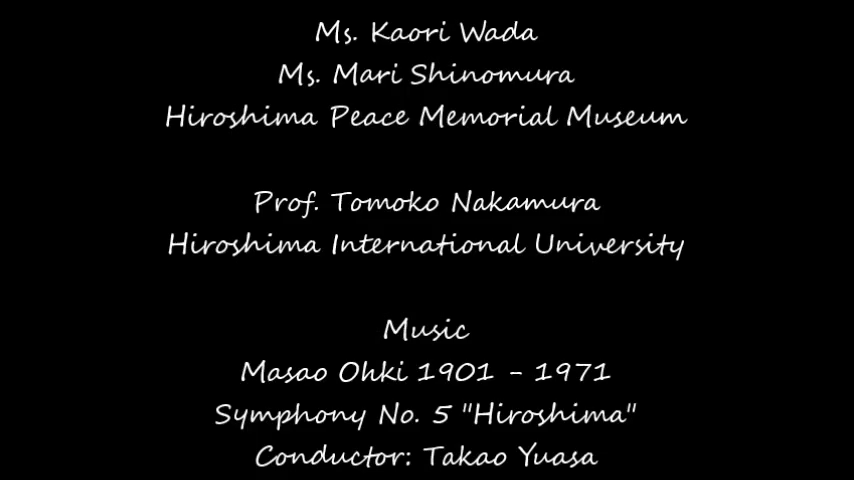 Ms. Kaori Wada
Ms. Mari Shinomura
Hiroshima Peace Memorial Museum
Prof. Tomoko Nakamura
Hiroshima International University
Music
Masao Ohki 1901 - 1971
Symphony No. 5 "Hiroshima"
Conductor: Takao Yuasa